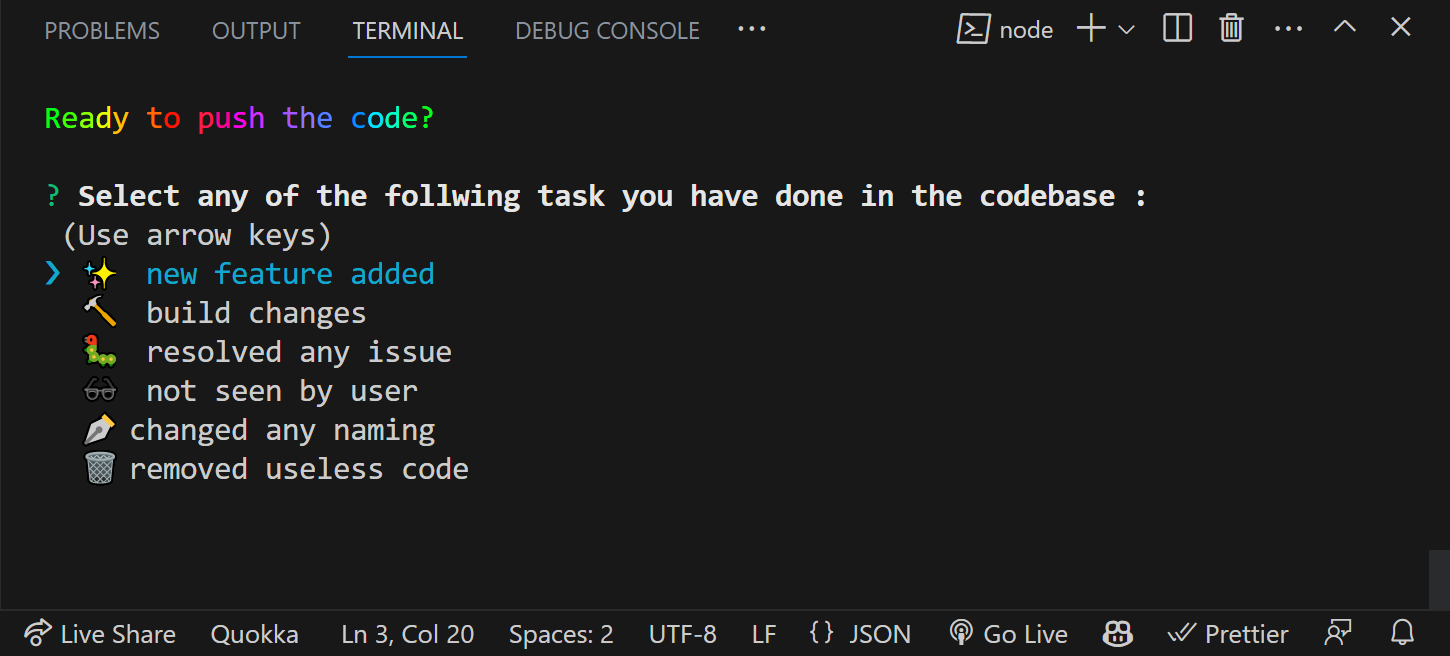 PROBLEMS OUTPUT TERMINAL DEBUG CONSOLE ··· node ···
Ready to push the code?
? Select any of the follwing task you have done in the codebase :
(Use arrow keys)
❯ ✨ new feature added
🔨 build changes
🐛 resolved any issue
👓 not seen by user
✒️ changed any naming
🗑️ removed useless code
Live Share Quokka Ln 3, Col 20 Spaces: 2 UTF-8 LF {} JSON Go Live Prettier